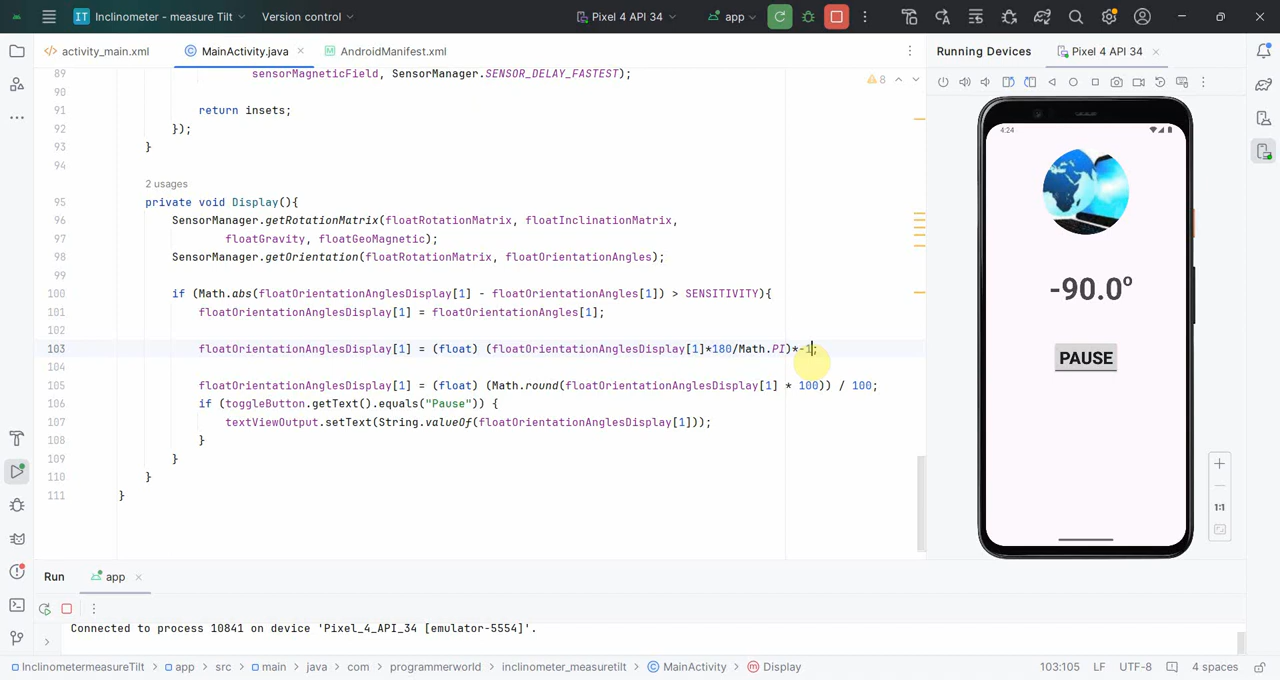 IT Inclinometer - measure Tilt Version control Pixel 4 API 34 app
activity_main.xml MainActivity.java AndroidManifest.xml
Running Devices Pixel 4 API 34
89 sensorMagneticField, SensorManager.SENSOR_DELAY_FASTEST);
8
90
91 return insets;
92 });
93 }
94
2 usages
95 private void Display(){
96 SensorManager.getRotationMatrix(floatRotationMatrix, floatInclinationMatrix,
97 floatGravity, floatGeoMagnetic);
98 SensorManager.getOrientation(floatRotationMatrix, floatOrientationAngles);
99
100 if (Math.abs(floatOrientationAnglesDisplay[1] - floatOrientationAngles[1]) > SENSITIVITY){
101 floatOrientationAnglesDisplay[1] = floatOrientationAngles[1];
102
103 floatOrientationAnglesDisplay[1] = (float) (floatOrientationAnglesDisplay[1]*180/Math.PI)*-1;
104
105 floatOrientationAnglesDisplay[1] = (float) (Math.round(floatOrientationAnglesDisplay[1] * 100)) / 100;
106 if (toggleButton.getText().equals("Pause")) {
107 textViewOutput.setText(String.valueOf(floatOrientationAnglesDisplay[1]));
108 }
109 }
110 }
111 }
4:24
-90.0º
PAUSE
1:1
Run app
Connected to process 10841 on device 'Pixel_4_API_34 [emulator-5554]'.
InclinometermeasureTilt > app > src > main > java > com > programmerworld > inclinometer_measuretilt > MainActivity > Display 103:105 LF UTF-8 4 spaces